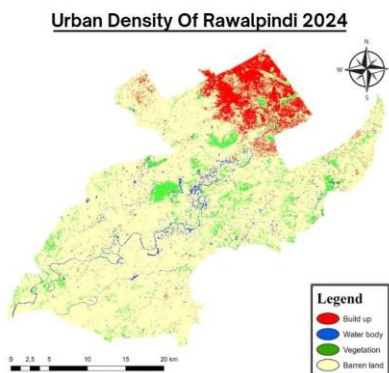 Urban Density Of Rawalpindi 2024
N
W
E
S
Legend
Build up
Water body
Vegetation
Barren land
0 2.5 5 10 15 20 km